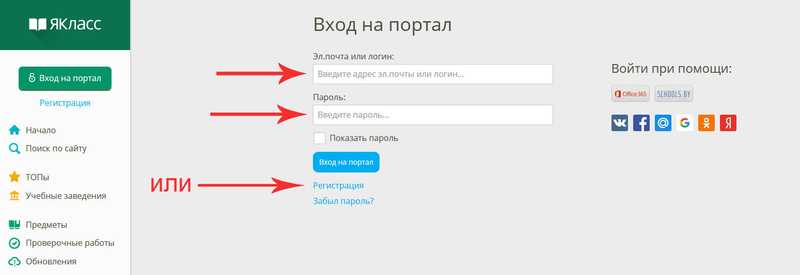 ЯКласс
Вход на портал
Регистрация
Начало
Поиск по сайту
ТОПы
Учебные заведения
Предметы
Проверочные работы
Обновления
Вход на портал
Эл.почта или логин:
Введите адрес эл.почты или логин...
Пароль:
Введите пароль...
Показать пароль
Вход на портал
ИЛИ
Регистрация
Забыл пароль?
Войти при помощи:
Office 365
SCHOOLS.BY